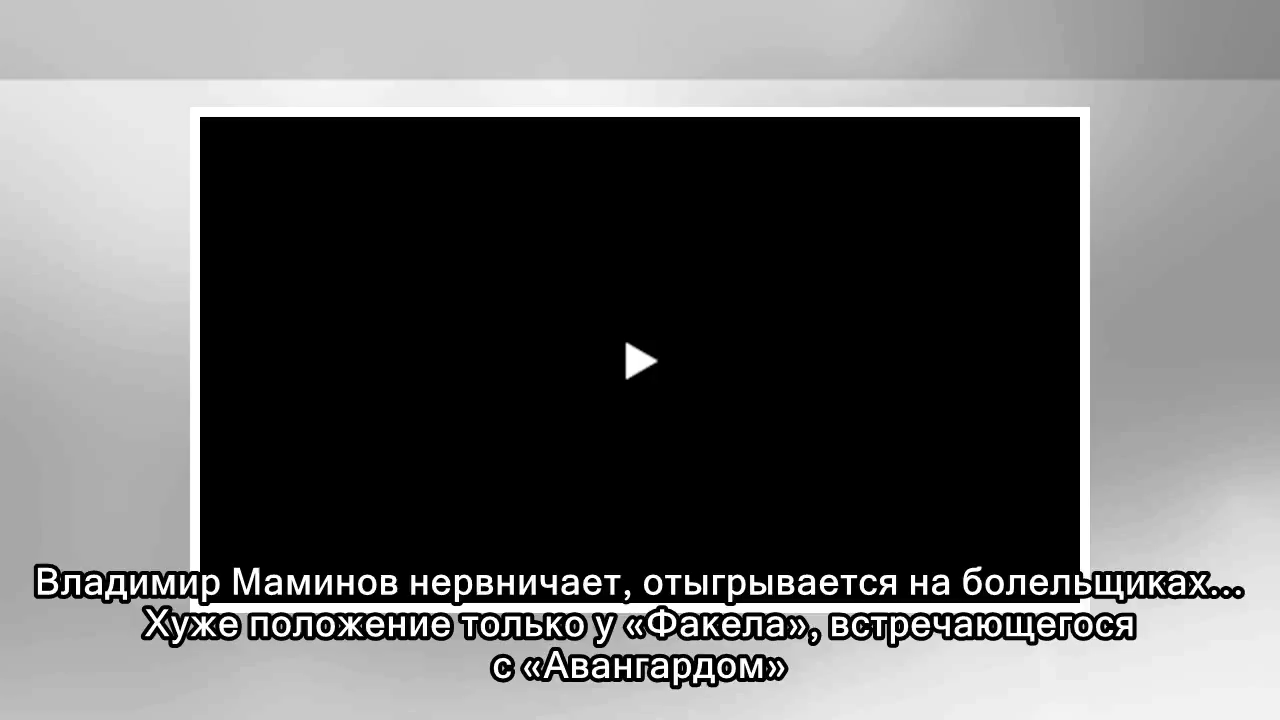 Владимир Маминов нервничает, отыгрывается на болельщиках...
Хуже положение только у «Факела», встречающегося
с «Авангардом»